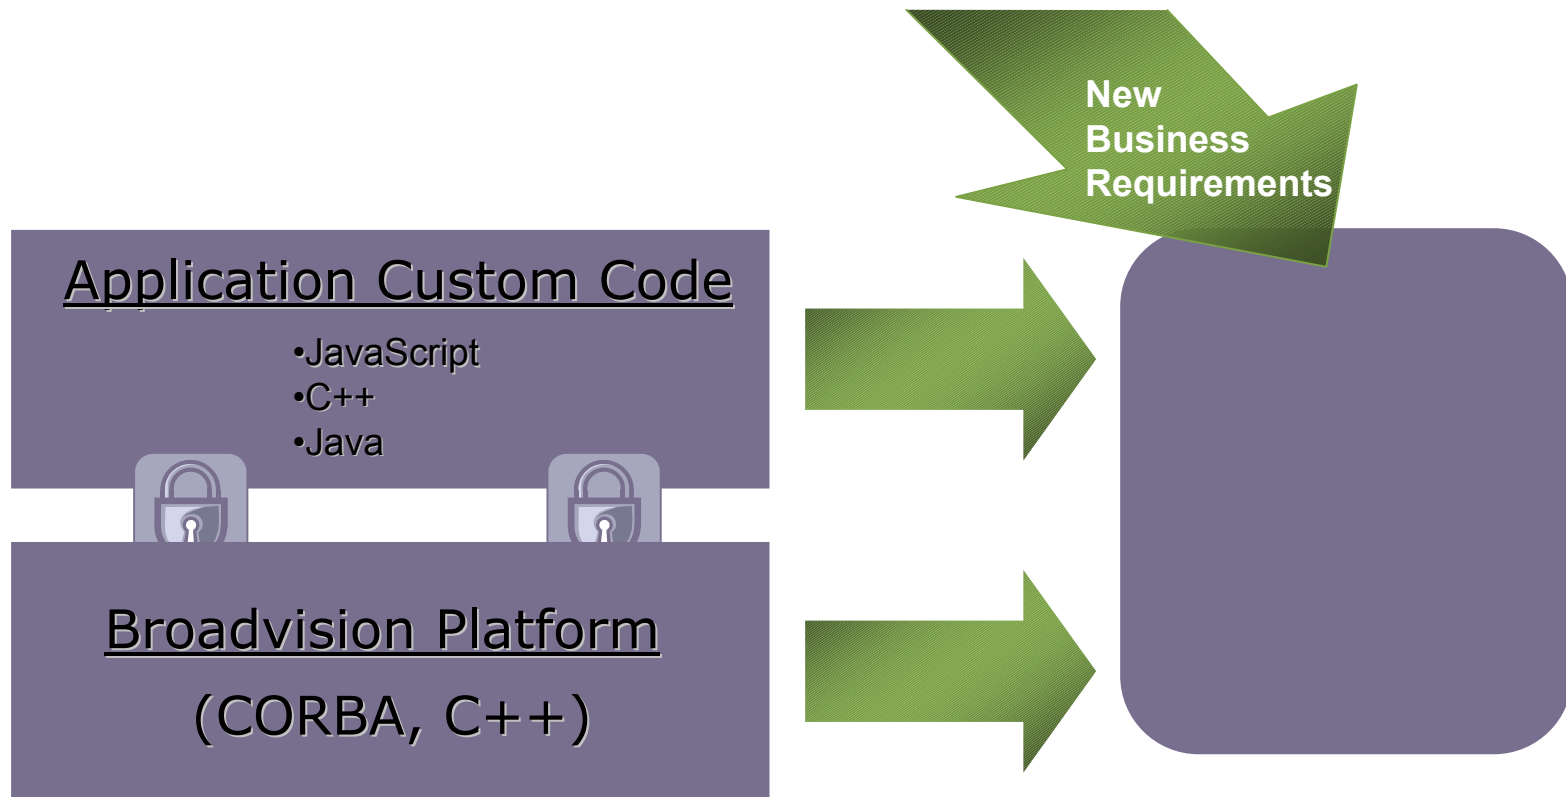 New
Business
Requirements
Application Custom Code
•JavaScript
•C++
•Java
Broadvision Platform
(CORBA, C++)